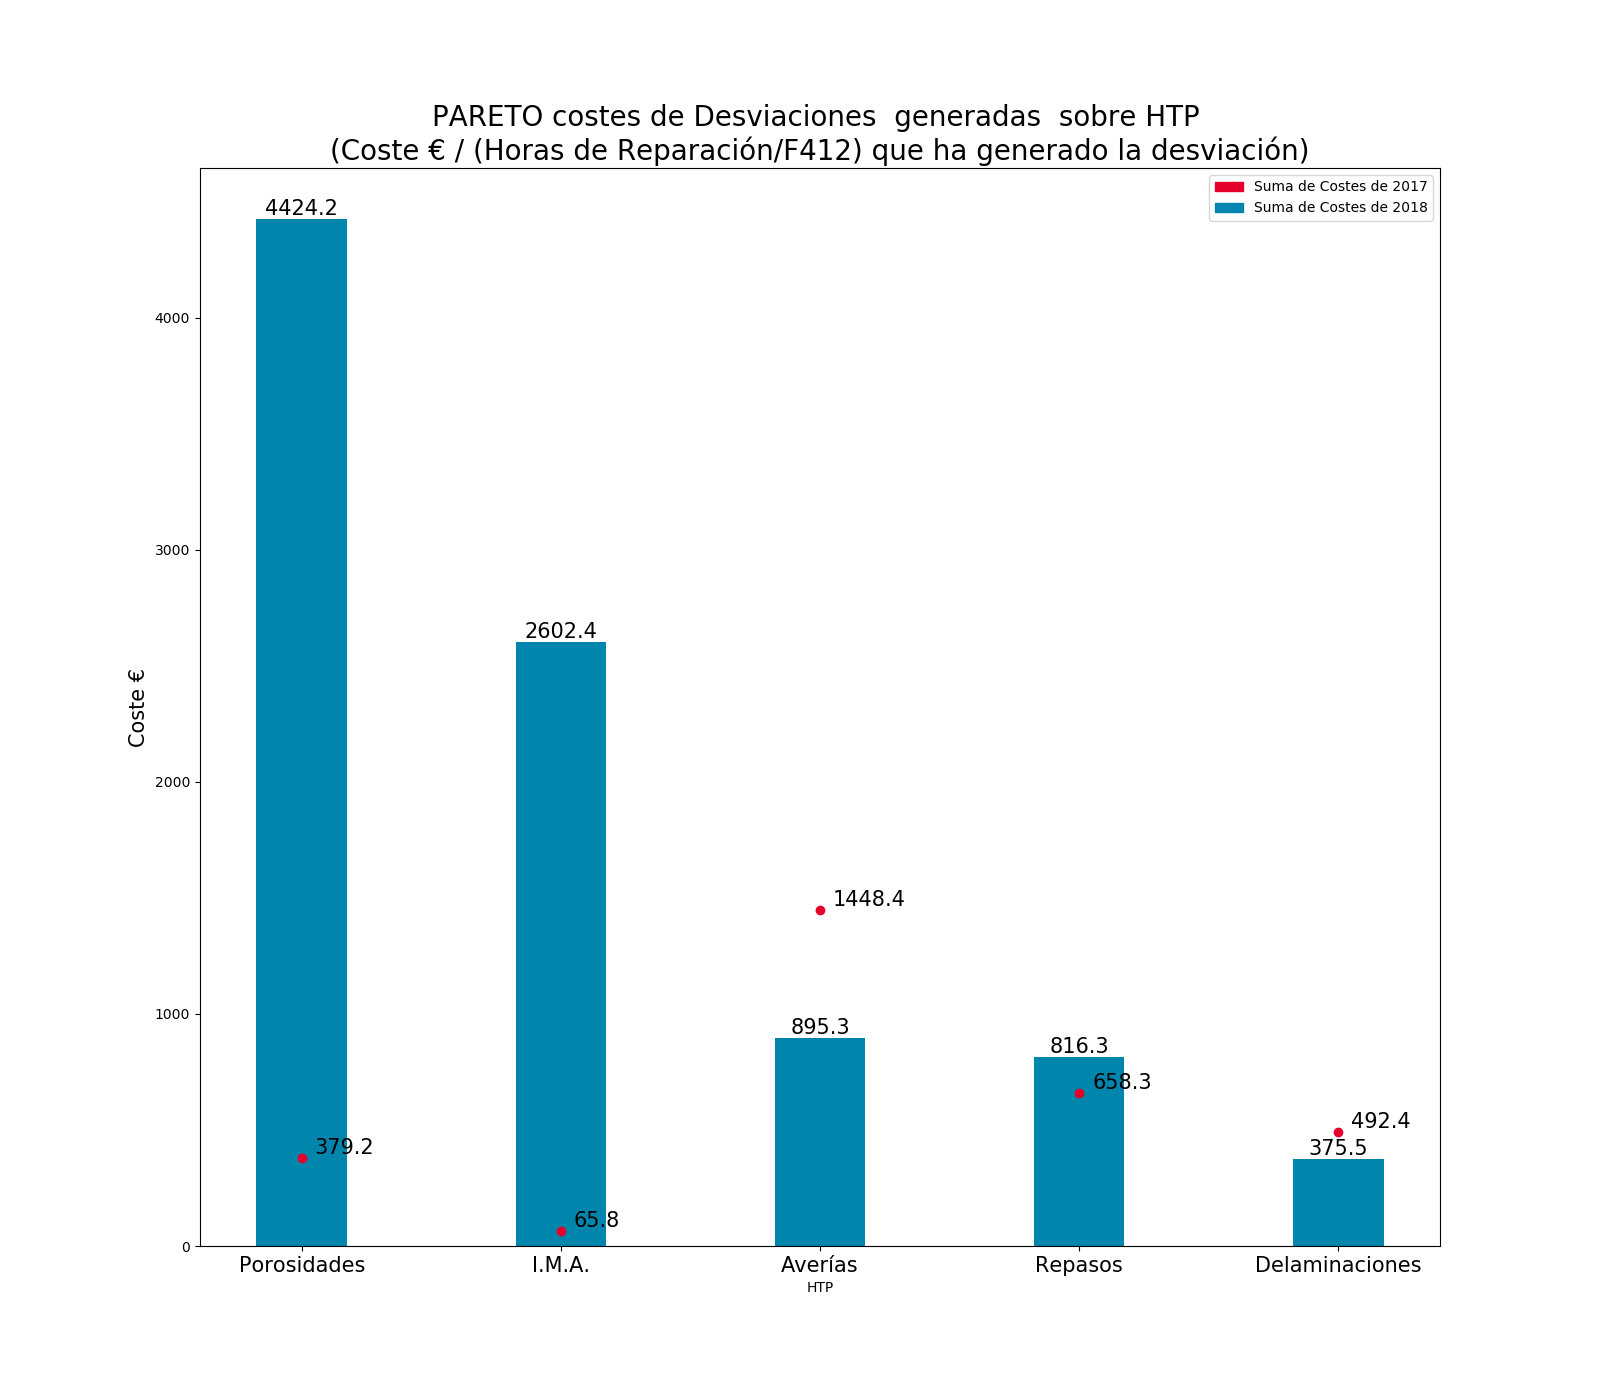 PARETO costes de Desviaciones  generadas  sobre HTP
(Coste € / (Horas de Reparación/F412) que ha generado la desviación)
Suma de Costes de 2017
Suma de Costes de 2018
4424.2
4000
3000
2602.4
Coste €
2000
1448.4
1000
895.3
816.3
658.3
492.4
375.5
379.2
65.8
0
Porosidades
I.M.A.
Averías
Repasos
Delaminaciones
HTP